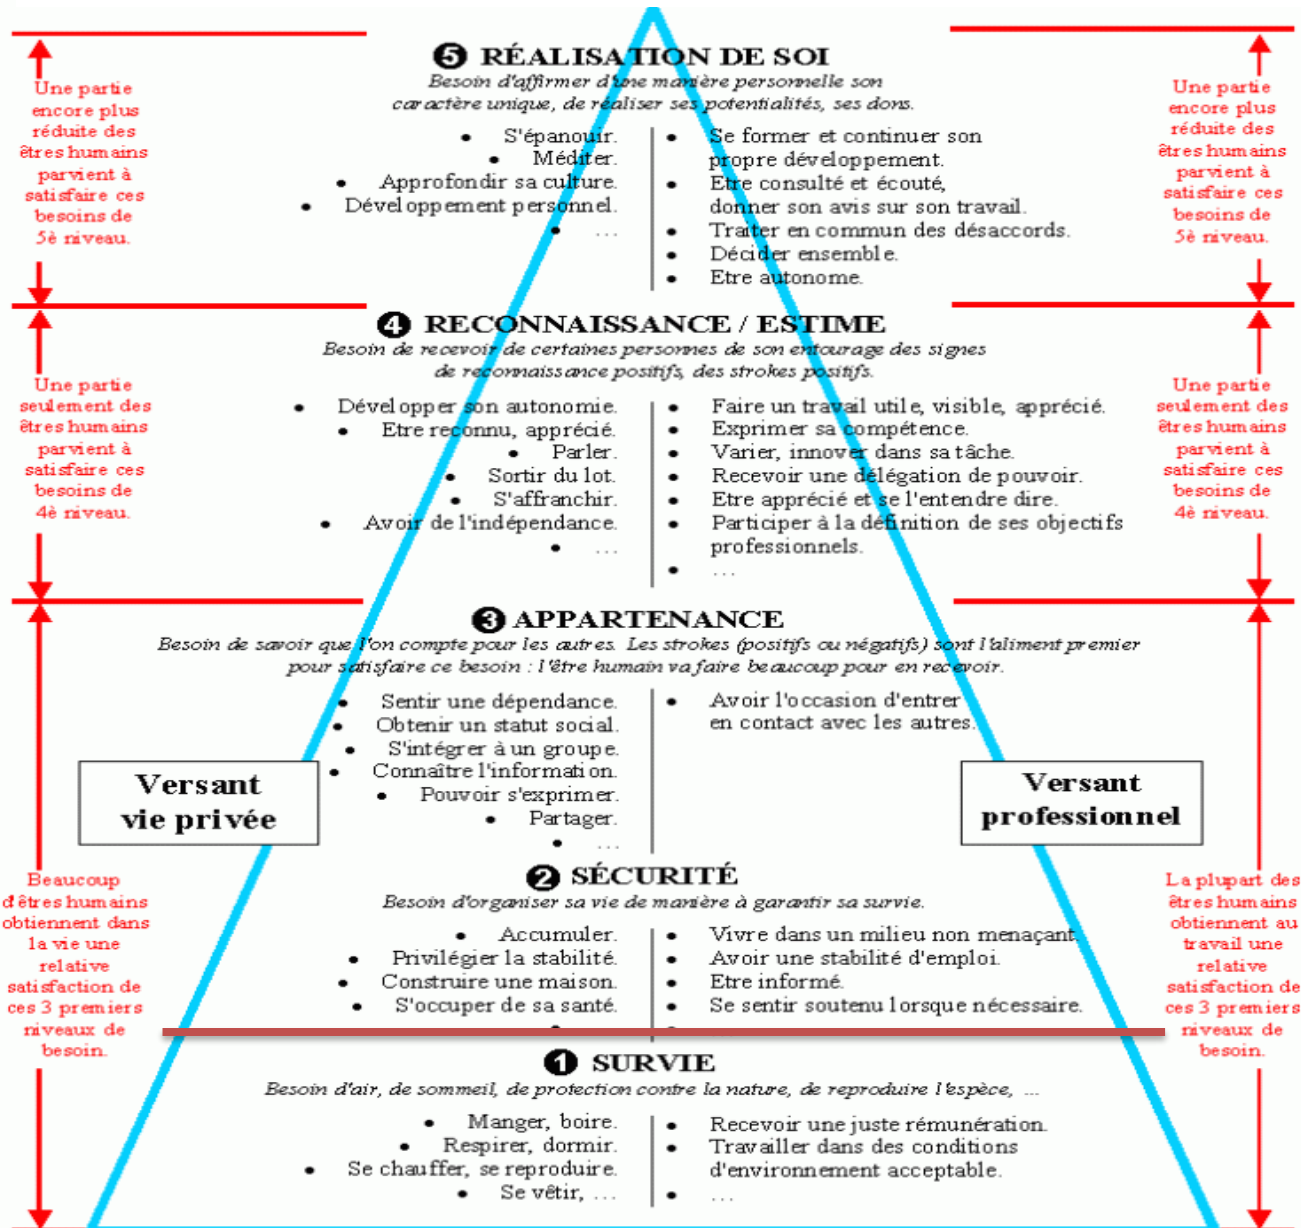 ❺ RÉALISATION DE SOI
Besoin d'affirmer d'une manière personnelle son
caractère unique, de réaliser ses potentialités, ses dons.
Une partie
encore plus
réduite des
êtres humains
parvient à
satisfaire ces
besoins de
5è niveau.
• S'épanouir.
• Méditer.
• Approfondir sa culture.
• Développement personnel.
• ...
• Se former et continuer son
propre développement.
• Etre consulté et écouté,
donner son avis sur son travail.
• Traiter en commun des désaccords.
• Décider ensemble.
• Etre autonome.
Une partie
encore plus
réduite des
êtres humains
parvient à
satisfaire ces
besoins de
5è niveau.
❹ RECONNAISSANCE / ESTIME
Besoin de recevoir de certaines personnes de son entourage des signes
de reconnaissance positifs, des strokes positifs.
Une partie
seulement des
êtres humains
parvient à
satisfaire ces
besoins de
4è niveau.
• Développer son autonomie.
• Etre reconnu, apprécié.
• Parler.
• Sortir du lot.
• S'affranchir.
• Avoir de l'indépendance.
• ...
• Faire un travail utile, visible, apprécié.
• Exprimer sa compétence.
• Varier, innover dans sa tâche.
• Recevoir une délégation de pouvoir.
• Etre apprécié et se l'entendre dire.
• Participer à la définition de ses objectifs
professionnels.
• ...
Une partie
seulement des
êtres humains
parvient à
satisfaire ces
besoins de
4è niveau.
❸ APPARTENANCE
Besoin de savoir que l'on compte pour les autres. Les strokes (positifs ou négatifs) sont l'aliment premier
pour satisfaire ce besoin : l'être humain va faire beaucoup pour en recevoir.
• Sentir une dépendance.
• Obtenir un statut social.
• S'intégrer à un groupe.
• Connaître l'information.
• Pouvoir s'exprimer.
• Partager.
• ...
• Avoir l'occasion d'entrer
en contact avec les autres.
Versant
vie privée
Versant
professionnel
❷ SÉCURITÉ
Besoin d'organiser sa vie de manière à garantir sa survie.
Beaucoup
d'êtres humains
obtiennent dans
la vie une
relative
satisfaction de
ces 3 premiers
niveaux de
besoin.
• Accumuler.
• Privilégier la stabilité.
• Construire une maison.
• S'occuper de sa santé.
• Vivre dans un milieu non menaçant
• Avoir une stabilité d'emploi.
• Etre informé.
• Se sentir soutenu lorsque nécessaire.
La plupart des
êtres humains
obtiennent au
travail une
relative
satisfaction de
ces 3 premiers
niveaux de
besoin.
❶ SURVIE
Besoin d'air, de sommeil, de protection contre la nature, de reproduire l'espèce, ...
• Manger, boire.
• Respirer, dormir.
• Se chauffer, se reproduire.
• Se vêtir, ...
• Recevoir une juste rémunération.
• Travailler dans des conditions
d'environnement acceptable.
• ...